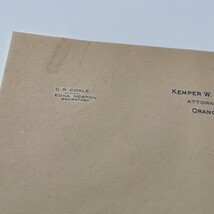 C. R. COALE
EDNA NEWTON
SECRETARY
KEMPER W.
ATTORN
ORANG